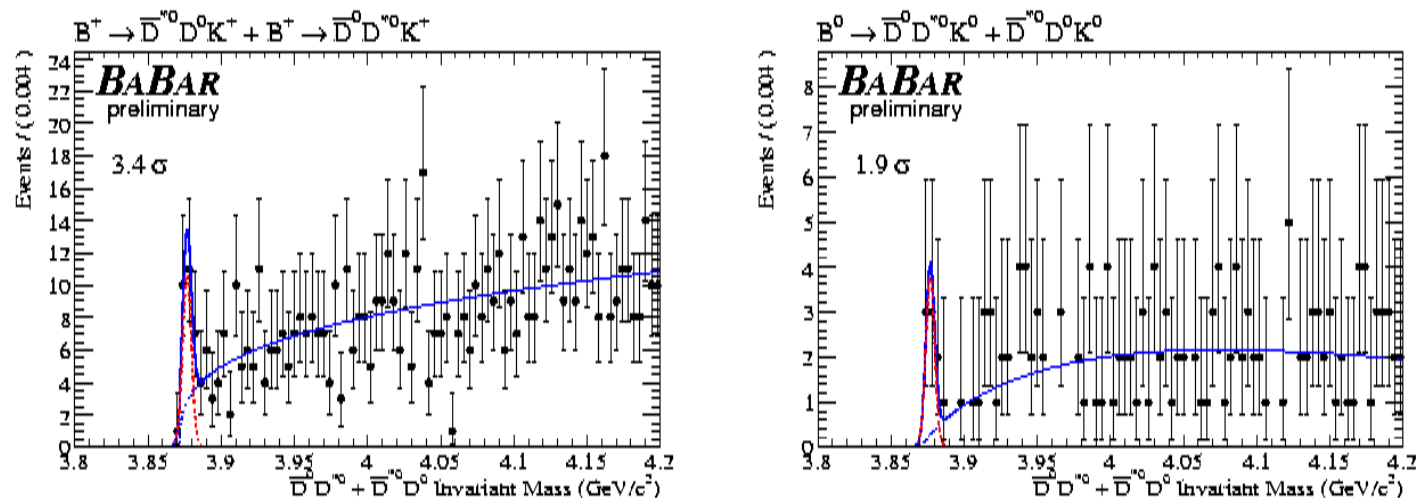 B⁺ → D̅*⁰D⁰K⁺ + B⁺ → D̅⁰D*⁰K⁺
BABAR
preliminary
3.4 σ
Events / ( 0.004 )
24
22
20
18
16
14
12
10
8
6
4
2
0
3.8 3.85 3.9 3.95 4 4.05 4.1 4.15 4.2
D̅⁰D*⁰ + D̅*⁰D⁰ Invariant Mass (GeV/c²)
B⁰ → D̅⁰D*⁰K⁰ + D̅*⁰D⁰K⁰
BABAR
preliminary
1.9 σ
Events / ( 0.004 )
8
7
6
5
4
3
2
1
0
3.8 3.85 3.9 3.95 4 4.05 4.1 4.15 4.2
D̅⁰D*⁰ + D̅*⁰D⁰ Invariant Mass (GeV/c²)